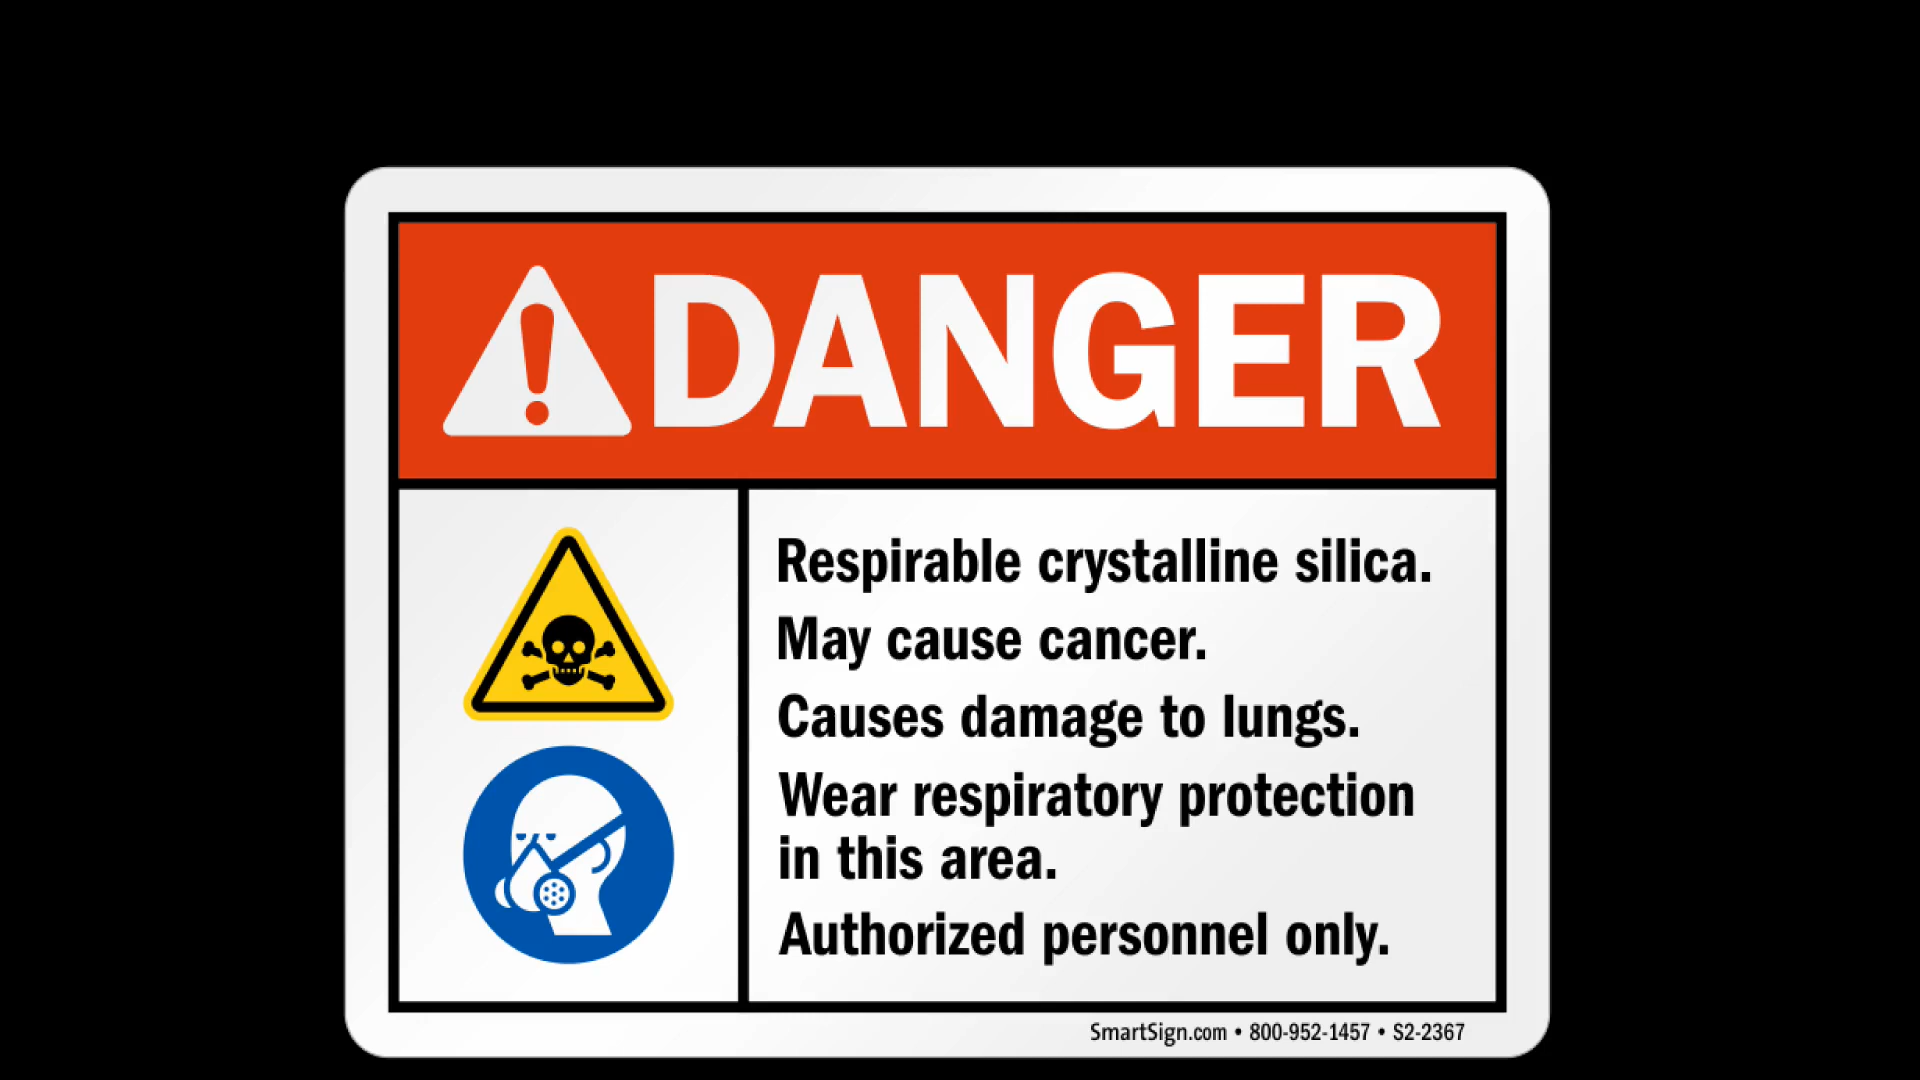 DANGER
Respirable crystalline silica.
May cause cancer.
Causes damage to lungs.
Wear respiratory protection
in this area.
Authorized personnel only.
SmartSign.com • 800-952-1457 • S2-2367